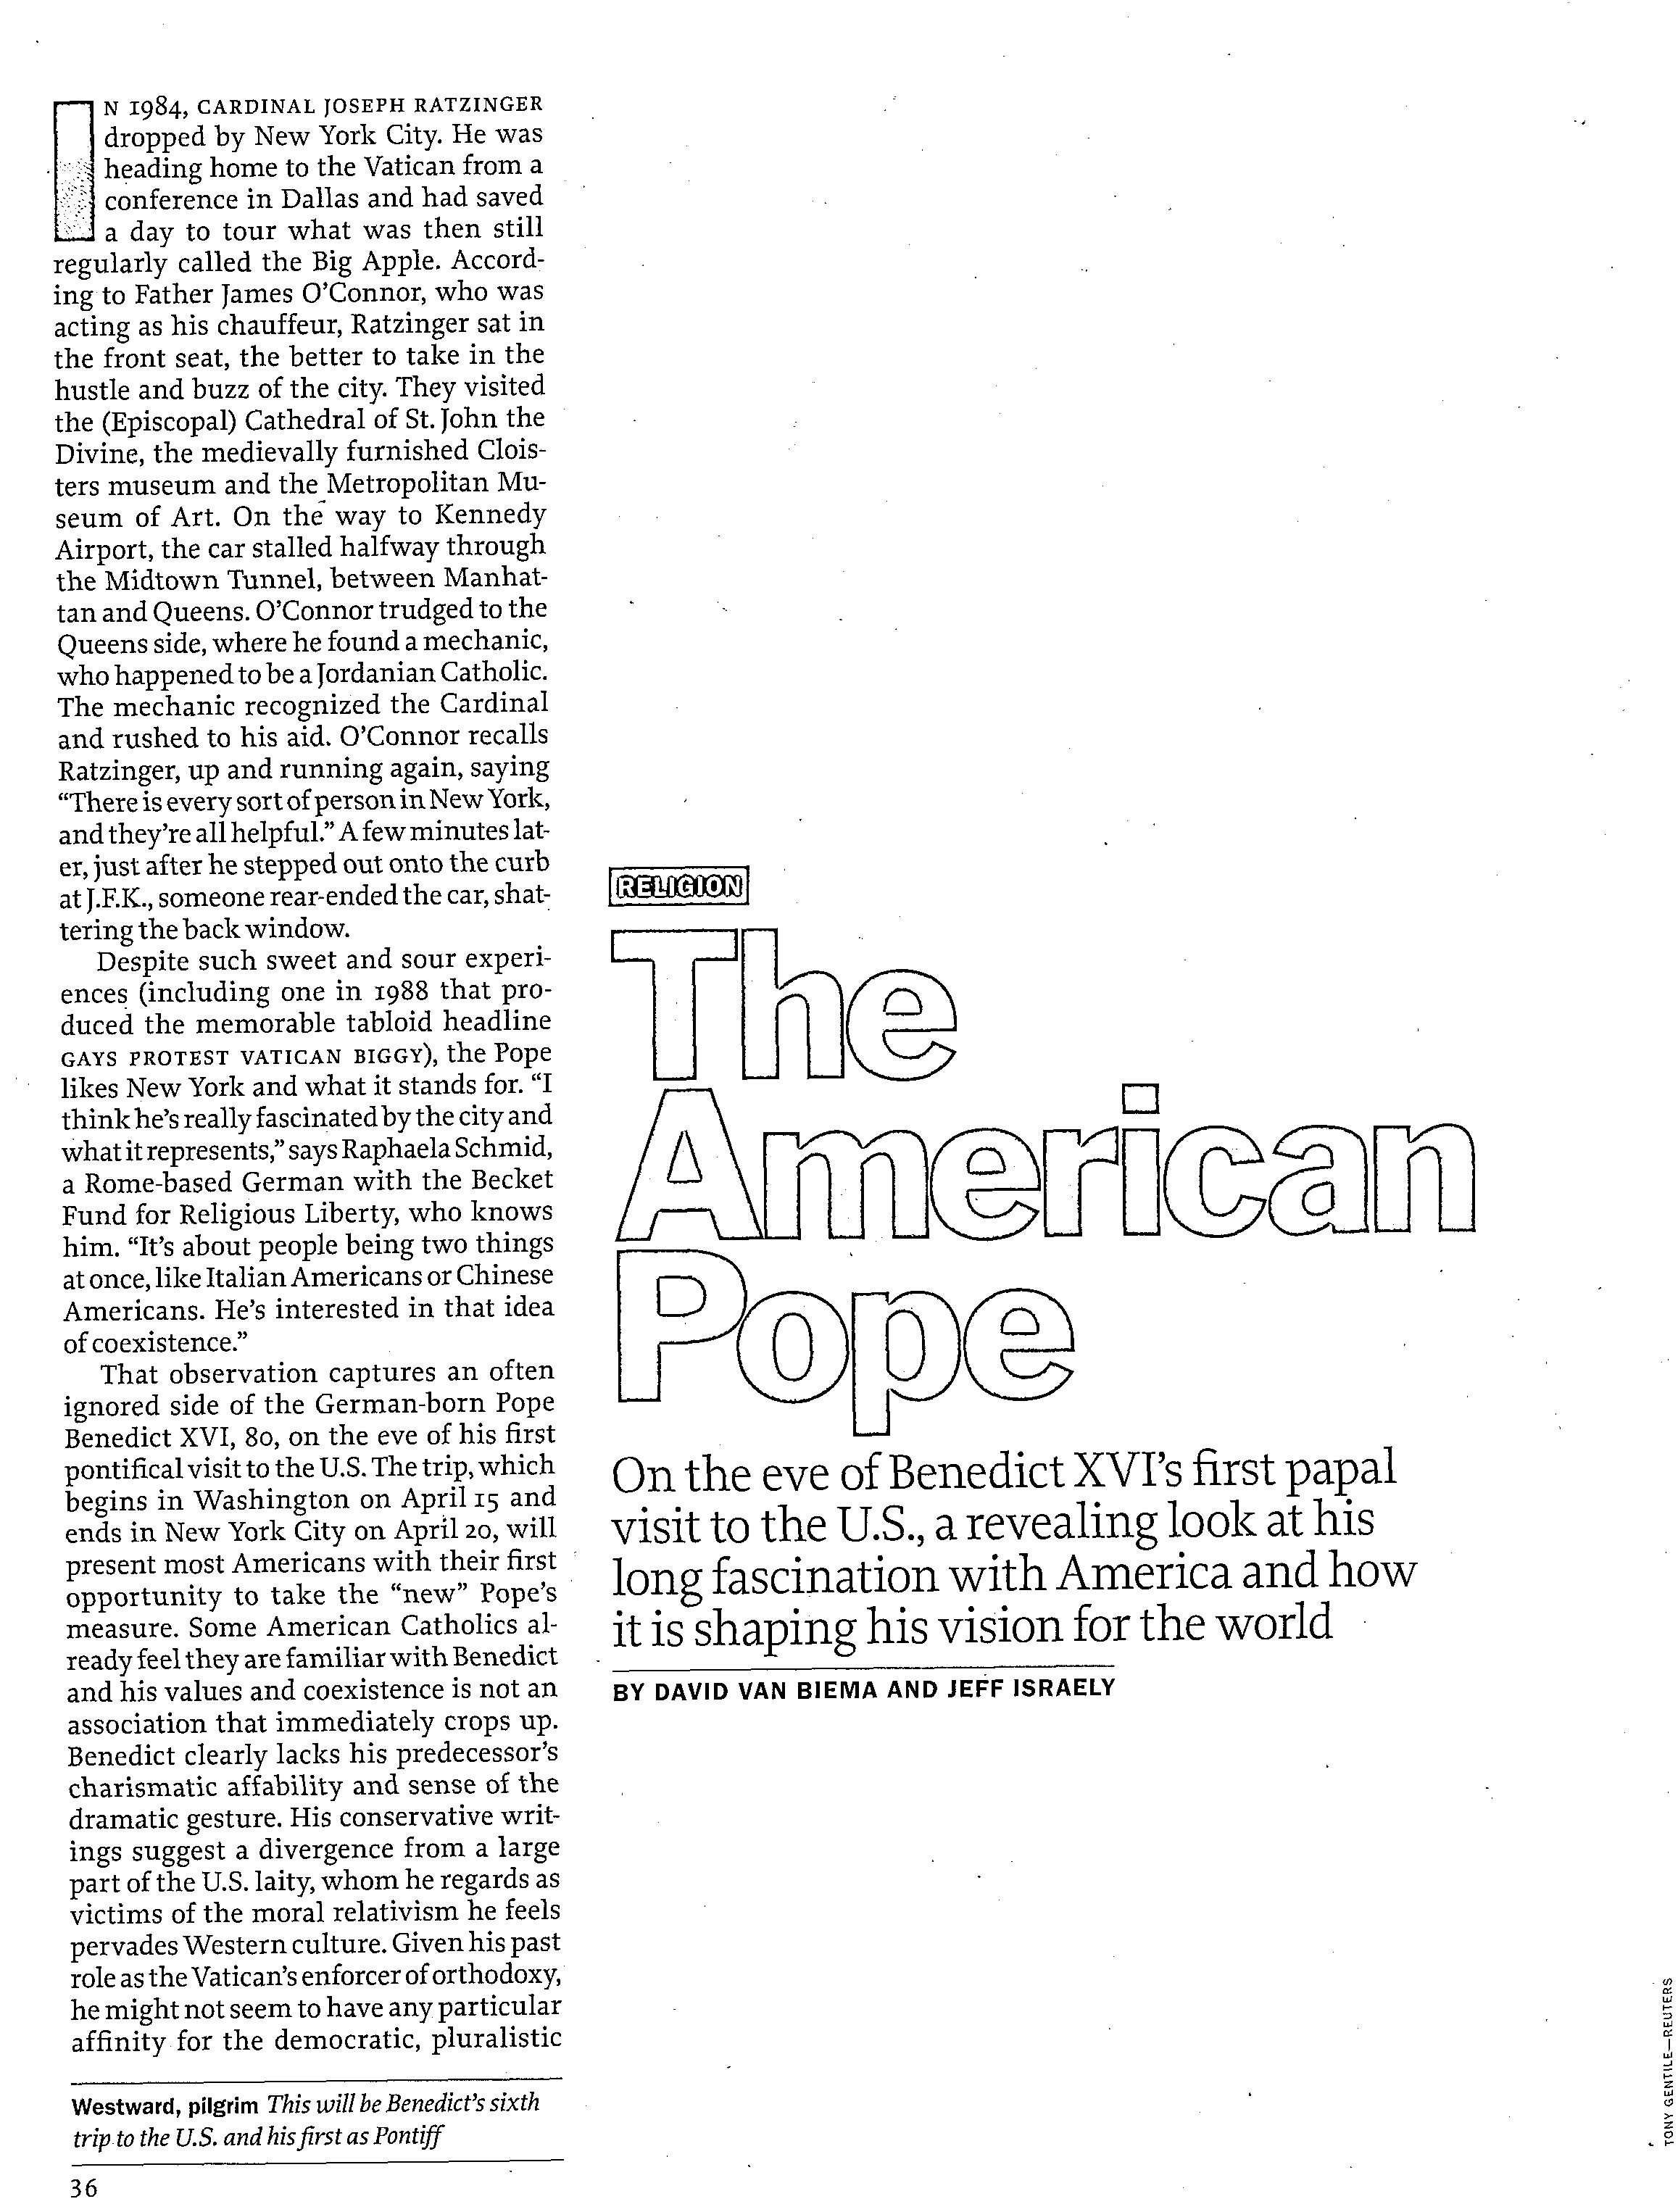 IN 1984, CARDINAL JOSEPH RATZINGER
dropped by New York City. He was
heading home to the Vatican from a
conference in Dallas and had saved
a day to tour what was then still
regularly called the Big Apple. Accord-
ing to Father James O'Connor, who was
acting as his chauffeur, Ratzinger sat in
the front seat, the better to take in the
hustle and buzz of the city. They visited
the (Episcopal) Cathedral of St. John the
Divine, the medievally furnished Clois-
ters museum and the Metropolitan Mu-
seum of Art. On the way to Kennedy
Airport, the car stalled halfway through
the Midtown Tunnel, between Manhat-
tan and Queens. O'Connor trudged to the
Queens side, where he found a mechanic,
who happened to be a Jordanian Catholic.
The mechanic recognized the Cardinal
and rushed to his aid. O'Connor recalls
Ratzinger, up and running again, saying
“There is every sort of person in New York,
and they're all helpful.” A few minutes lat-
er, just after he stepped out onto the curb
at J.F.K., someone rear-ended the car, shat-
tering the back window.
Despite such sweet and sour experi-
ences (including one in 1988 that pro-
duced the memorable tabloid headline
GAYS PROTEST VATICAN BIGGY), the Pope
likes New York and what it stands for. “I
think he's really fascinated by the city and
what it represents,” says Raphaela Schmid,
a Rome-based German with the Becket
Fund for Religious Liberty, who knows
him. “It's about people being two things
at once, like Italian Americans or Chinese
Americans. He's interested in that idea
of coexistence.”
That observation captures an often
ignored side of the German-born Pope
Benedict XVI, 80, on the eve of his first
pontifical visit to the U.S. The trip, which
begins in Washington on April 15 and
ends in New York City on April 20, will
present most Americans with their first
opportunity to take the “new” Pope's
measure. Some American Catholics al-
ready feel they are familiar with Benedict
and his values and coexistence is not an
association that immediately crops up.
Benedict clearly lacks his predecessor's
charismatic affability and sense of the
dramatic gesture. His conservative writ-
ings suggest a divergence from a large
part of the U.S. laity, whom he regards as
victims of the moral relativism he feels
pervades Western culture. Given his past
role as the Vatican's enforcer of orthodoxy,
he might not seem to have any particular
affinity for the democratic, pluralistic
Westward, pilgrim This will be Benedict's sixth
trip to the U.S. and his first as Pontiff
36
RELIGION
The
American
Pope
On the eve of Benedict XVI's first papal
visit to the U.S., a revealing look at his
long fascination with America and how
it is shaping his vision for the world
BY DAVID VAN BIEMA AND JEFF ISRAELY
TONY GENTILE—REUTERS